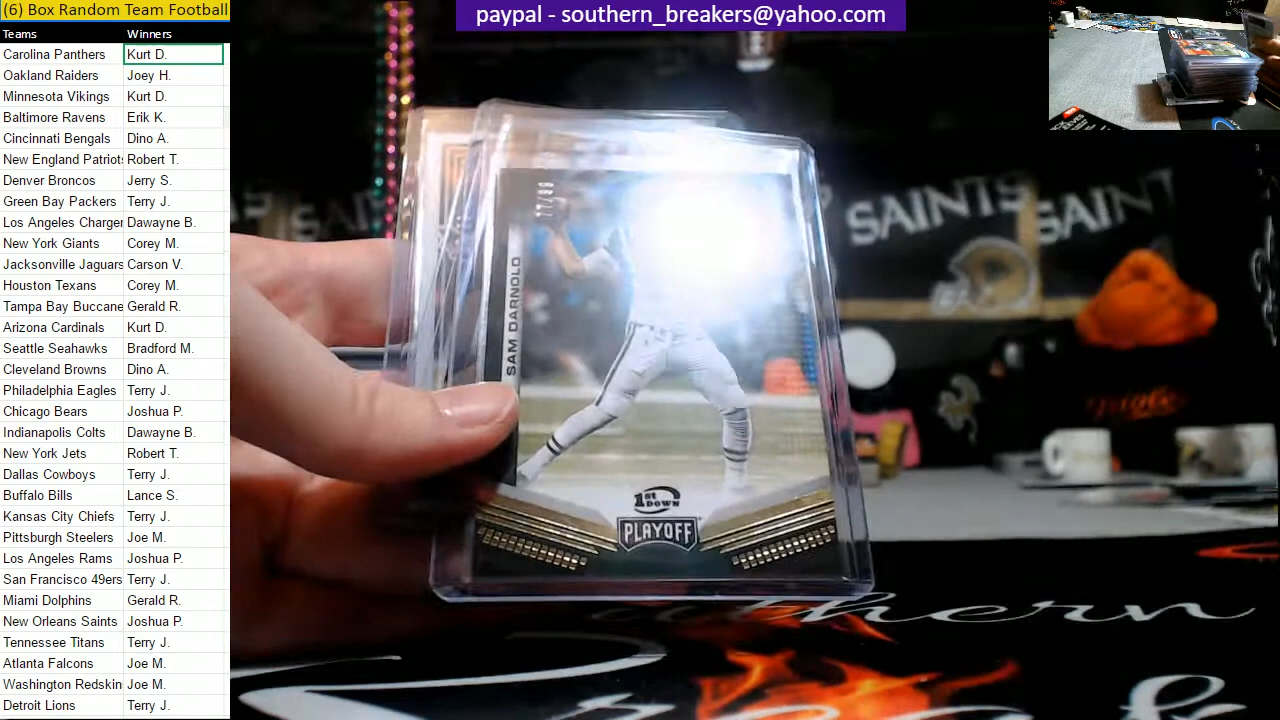 (6) Box Random Team Football
paypal - southern_breakers@yahoo.com
Teams Winners
Carolina Panthers Kurt D.
Oakland Raiders Joey H.
Minnesota Vikings Kurt D.
Baltimore Ravens Erik K.
Cincinnati Bengals Dino A.
New England Patriots Robert T.
Denver Broncos Jerry S.
Green Bay Packers Terry J.
Los Angeles Charger Dawayne B.
New York Giants Corey M.
Jacksonville Jaguars Carson V.
Houston Texans Corey M.
Tampa Bay Buccane Gerald R.
Arizona Cardinals Kurt D.
Seattle Seahawks Bradford M.
Cleveland Browns Dino A.
Philadelphia Eagles Terry J.
Chicago Bears Joshua P.
Indianapolis Colts Dawayne B.
New York Jets Robert T.
Dallas Cowboys Terry J.
Buffalo Bills Lance S.
Kansas City Chiefs Terry J.
Pittsburgh Steelers Joe M.
Los Angeles Rams Joshua P.
San Francisco 49ers Terry J.
Miami Dolphins Gerald R.
New Orleans Saints Joshua P.
Tennessee Titans Terry J.
Atlanta Falcons Joe M.
Washington Redskin Joe M.
Detroit Lions Terry J.
SAM DARNOLD
1st DOWN
PLAYOFF
SAINTS
SAINT